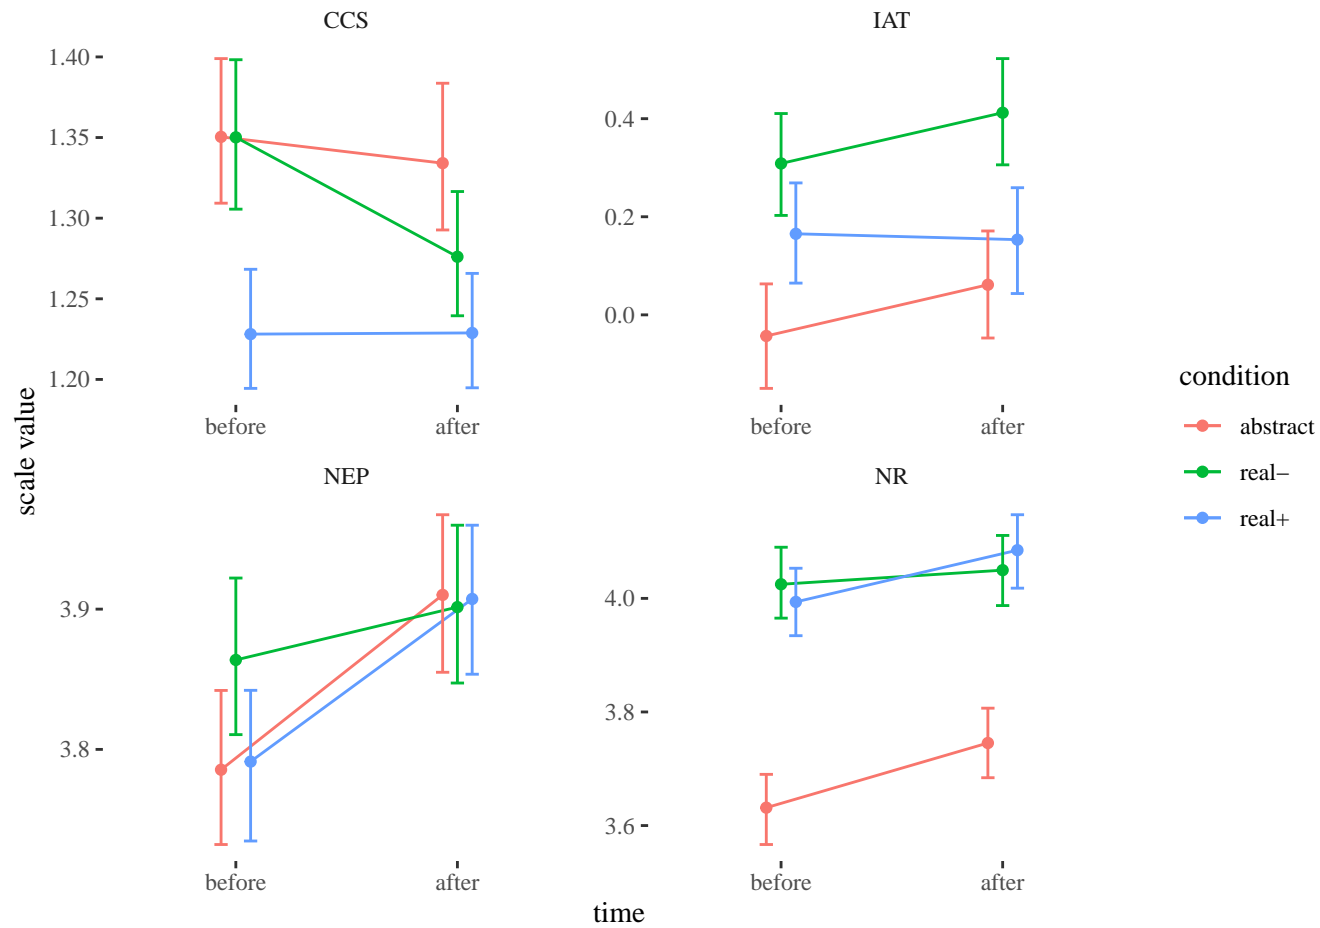 CCS
IAT
1.40
1.35
1.30
1.25
1.20
0.4
0.2
0.0
before
after
before
after
NEP
NR
3.9
3.8
4.0
3.8
3.6
before
after
before
after
scale value
time
condition
abstract
real−
real+